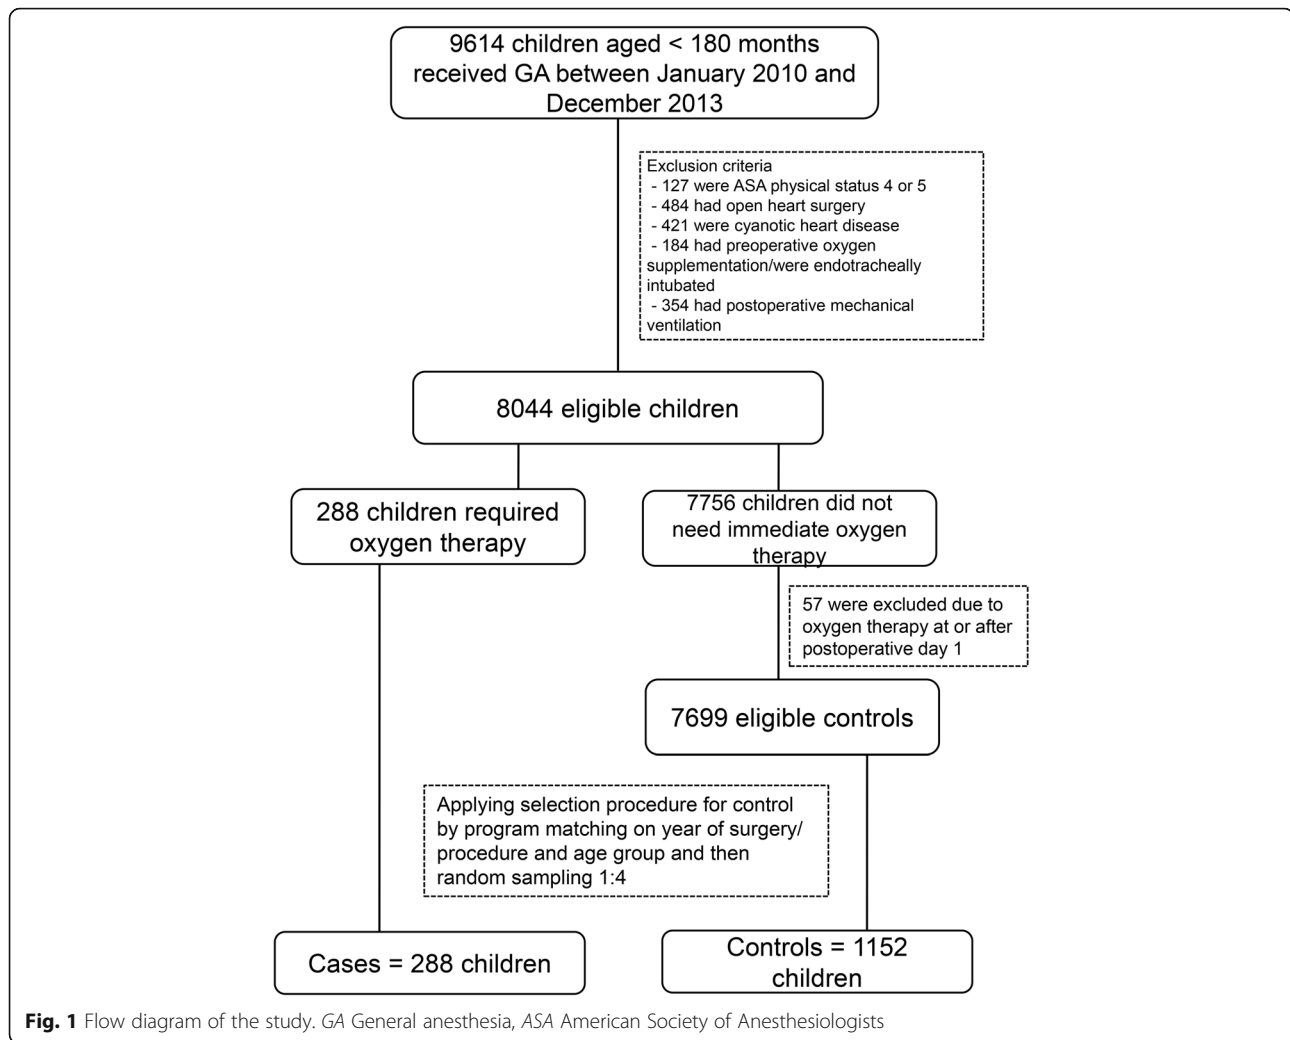 9614 children aged < 180 months
received GA between January 2010 and
December 2013
Exclusion criteria
- 127 were ASA physical status 4 or 5
- 484 had open heart surgery
- 421 were cyanotic heart disease
- 184 had preoperative oxygen
supplementation/were endotracheally
intubated
- 354 had postoperative mechanical
ventilation
8044 eligible children
288 children required
oxygen therapy
7756 children did not
need immediate oxygen
therapy
57 were excluded due to
oxygen therapy at or after
postoperative day 1
7699 eligible controls
Applying selection procedure for control
by program matching on year of surgery/
procedure and age group and then
random sampling 1:4
Cases = 288 children
Controls = 1152
children
Fig. 1 Flow diagram of the study. GA General anesthesia, ASA American Society of Anesthesiologists